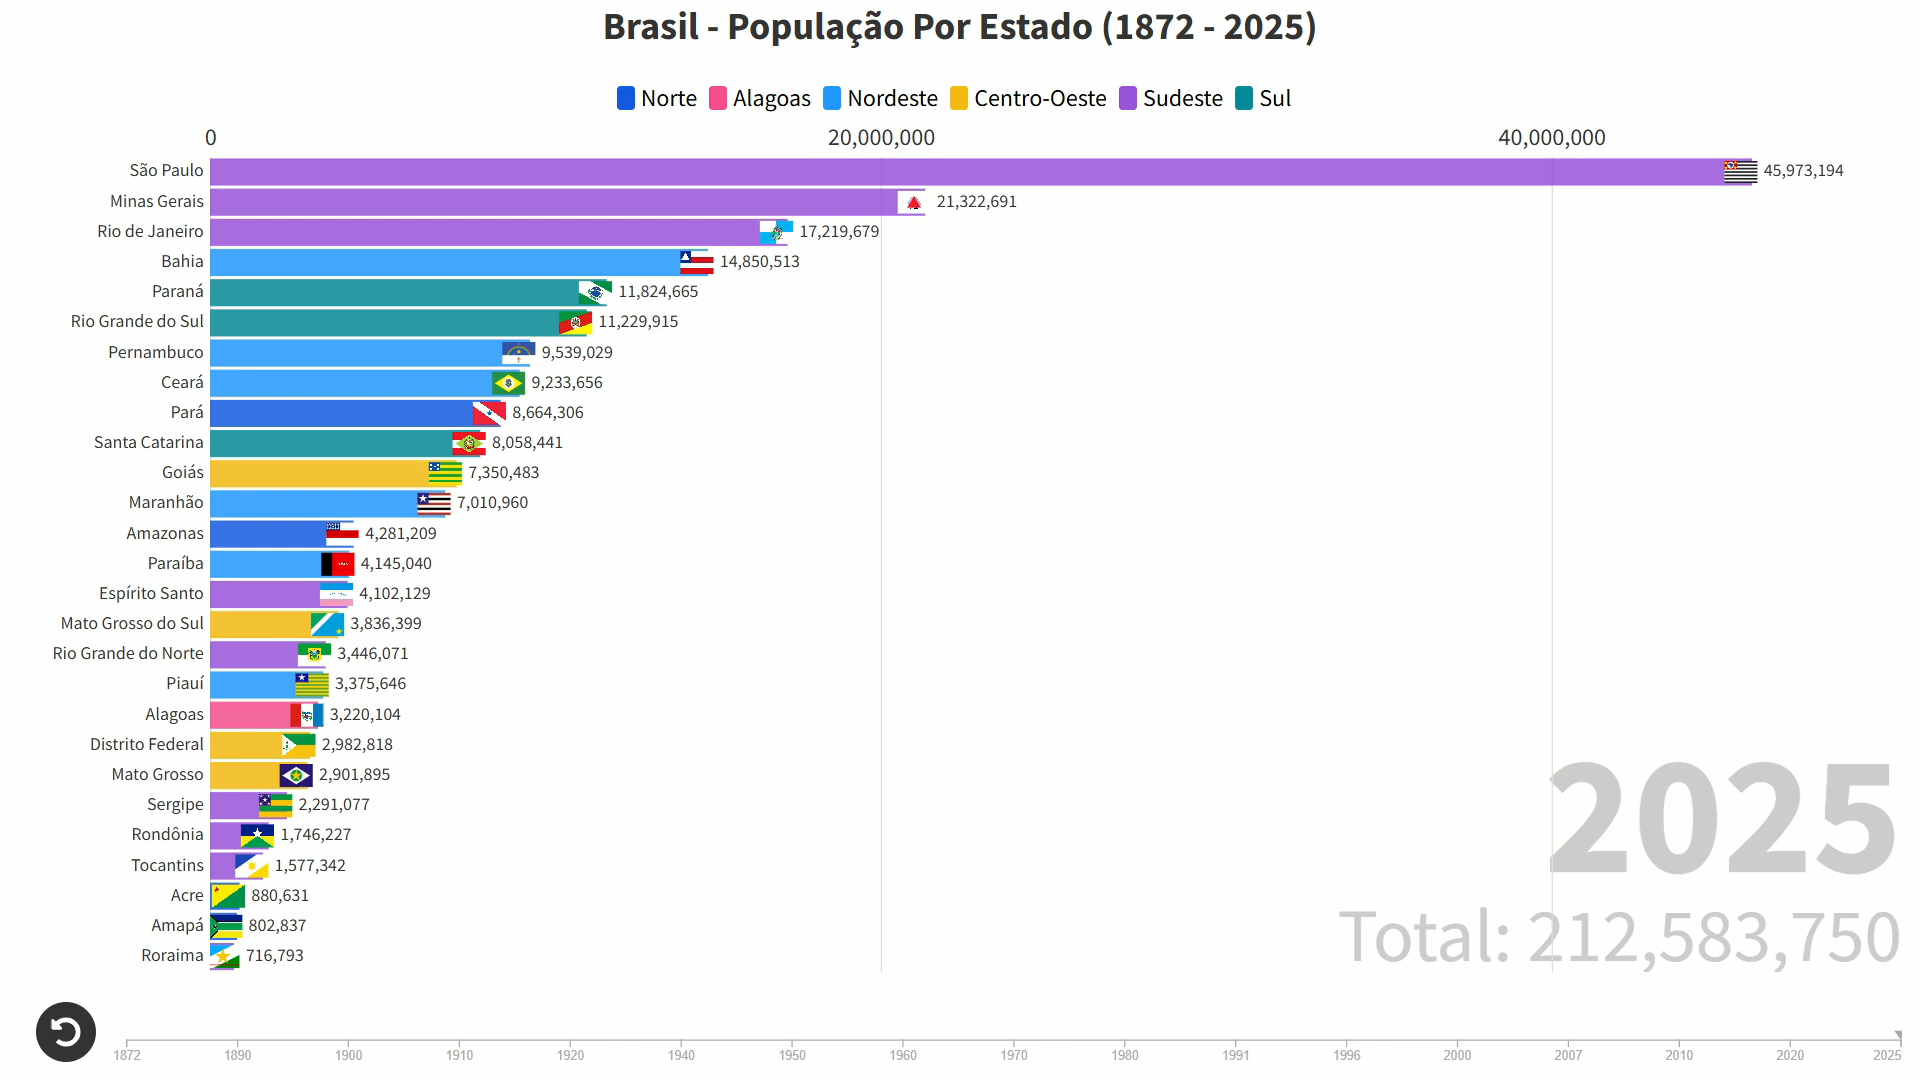 Brasil - População Por Estado (1872 - 2025)
Norte Alagoas Nordeste Centro-Oeste Sudeste Sul
0 20,000,000 40,000,000
São Paulo 45,973,194
Minas Gerais 21,322,691
Rio de Janeiro 17,219,679
Bahia 14,850,513
Paraná 11,824,665
Rio Grande do Sul 11,229,915
Pernambuco 9,539,029
Ceará 9,233,656
Pará 8,664,306
Santa Catarina 8,058,441
Goiás 7,350,483
Maranhão 7,010,960
Amazonas 4,281,209
Paraíba 4,145,040
Espírito Santo 4,102,129
Mato Grosso do Sul 3,836,399
Rio Grande do Norte 3,446,071
Piauí 3,375,646
Alagoas 3,220,104
Distrito Federal 2,982,818
Mato Grosso 2,901,895
Sergipe 2,291,077
Rondônia 1,746,227
Tocantins 1,577,342
Acre 880,631
Amapá 802,837
Roraima 716,793
2025
Total: 212,583,750
1872 1890 1900 1910 1920 1940 1950 1960 1970 1980 1991 1996 2000 2007 2010 2020 2025